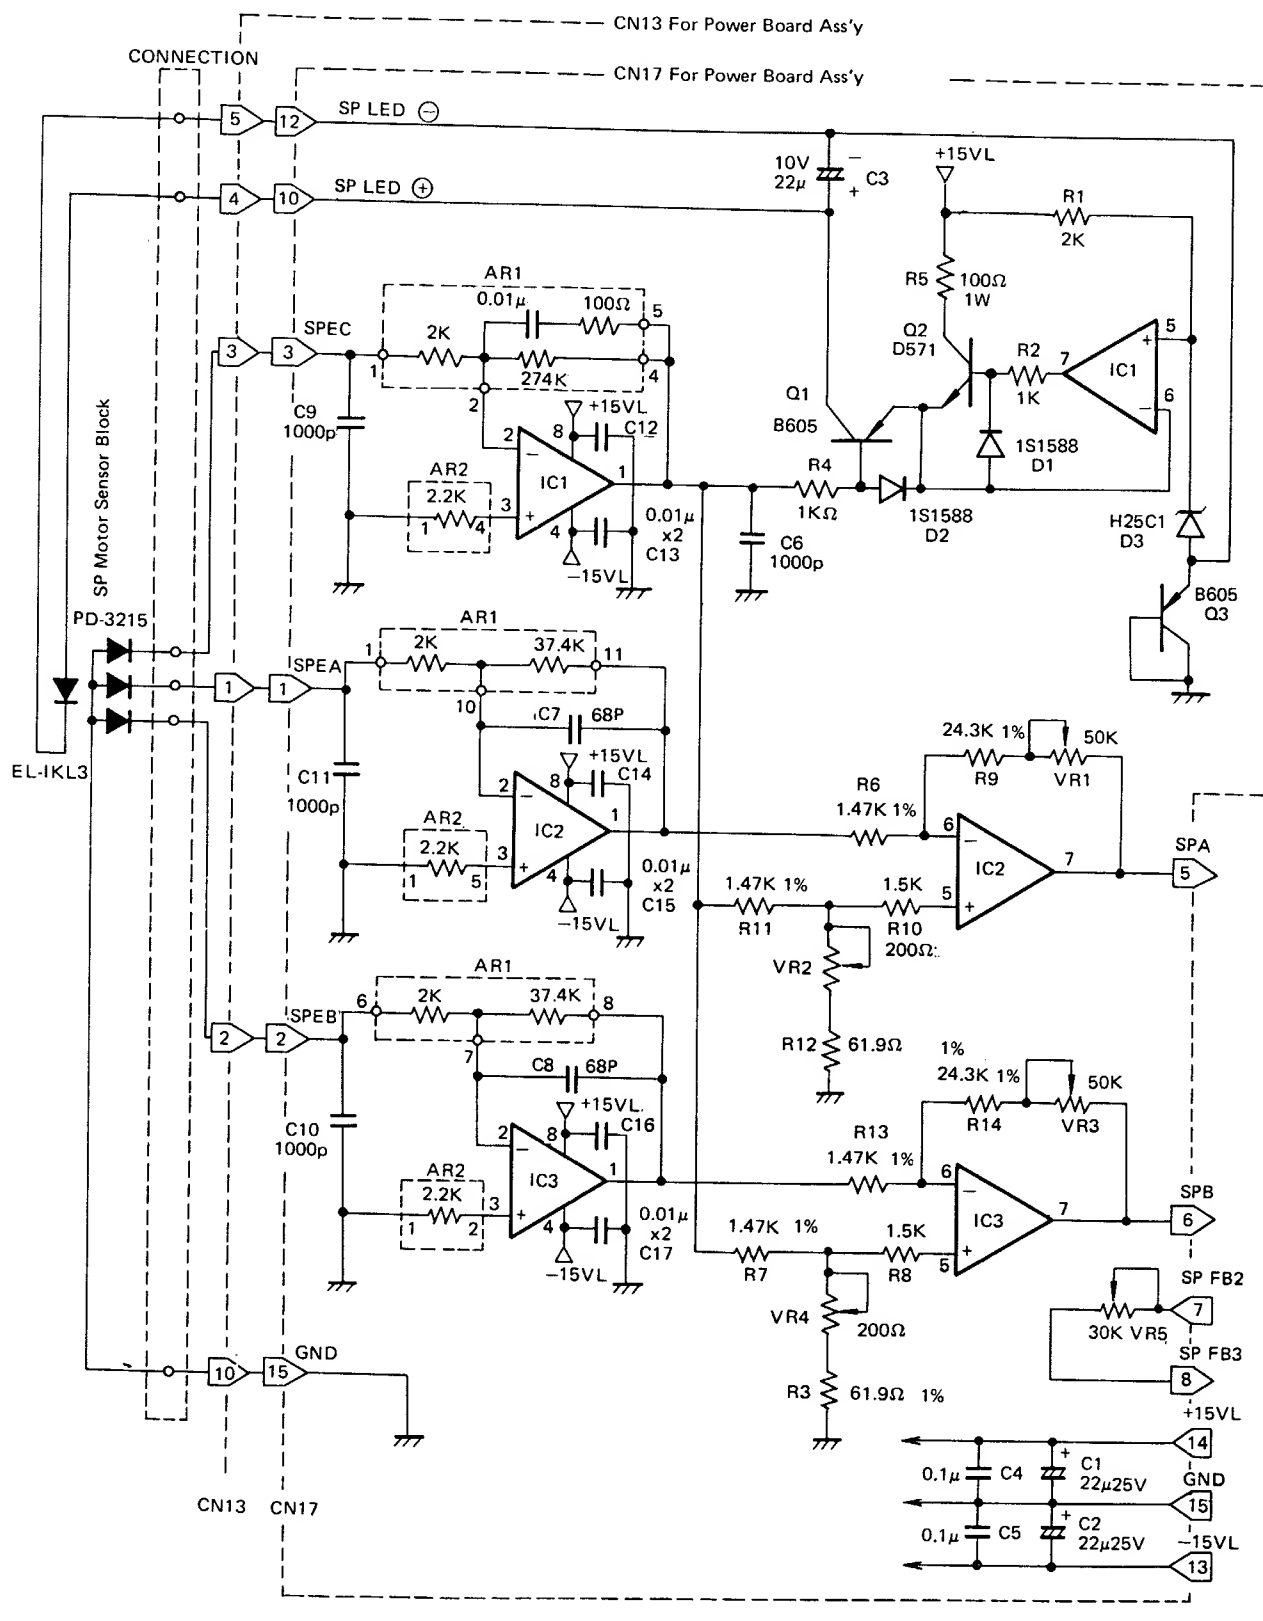 CN13 For Power Board Ass'y
CONNECTION
CN17 For Power Board Ass'y
5
12
SP LED ⊖
4
10
SP LED ⊕
10V
22µ
−
+
C3
+15VL
R1
2K
R5
100Ω
1W
AR1
0.01µ
100Ω
5
SPEC
3
3
2K
1
274K
4
2
Q2
D571
R2
1K
7
IC1
+
5
−
6
Q1
B605
C9
1000p
+15VL
8
C12
2
−
IC1
1
3
+
4
AR2
2.2K
1
4
0.01µ
x2
C13
−15VL
R4
1KΩ
C6
1000p
1S1588
D1
1S1588
D2
H25C1
D3
B605
Q3
SP Motor Sensor Block
PD-3215
EL-IKL3
AR1
1
2K
37.4K
11
SPEA
1
1
10
C7
68P
+15VL
8
C14
C11
1000p
2
−
IC2
1
3
+
4
AR2
2.2K
1
5
0.01µ
x2
C15
−15VL
24.3K 1%
R9
50K
VR1
R6
1.47K 1%
6
−
IC2
7
5
+
SPA
5
1.47K 1%
R11
1.5K
R10
200Ω
VR2
R12
61.9Ω
1%
AR1
6
2K
37.4K
8
SPEB
2
2
7
C8
68P
+15VL
8
C16
C10
1000p
2
−
IC3
1
3
+
4
AR2
2.2K
1
2
0.01µ
x2
C17
−15VL
24.3K 1%
R14
50K
VR3
R13
1.47K 1%
6
−
IC3
7
5
+
SPB
6
1.47K 1%
R7
1.5K
R8
VR4
200Ω
R3
61.9Ω 1%
SP FB2
7
30K VR5
SP FB3
8
10
15
GND
+15VL
14
0.1µ
C4
+
C1
22µ25V
GND
15
0.1µ
C5
+
C2
22µ25V
−15VL
13
CN13
CN17